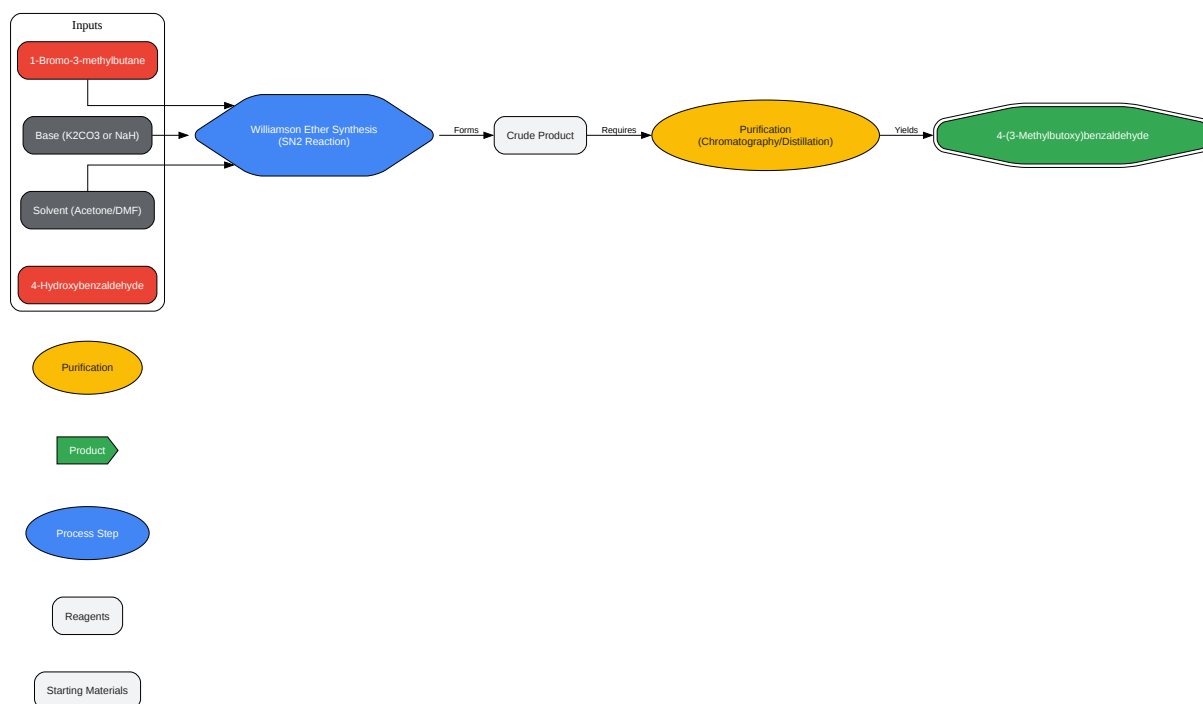 Inputs
1-Bromo-3-methylbutane
Base (K2CO3 or NaH)
Solvent (Acetone/DMF)
4-Hydroxybenzaldehyde
Williamson Ether Synthesis
(SN2 Reaction)
Forms
Crude Product
Requires
Purification
(Chromatography/Distillation)
Yields
4-(3-Methylbutoxy)benzaldehyde
Purification
Product
Process Step
Reagents
Starting Materials